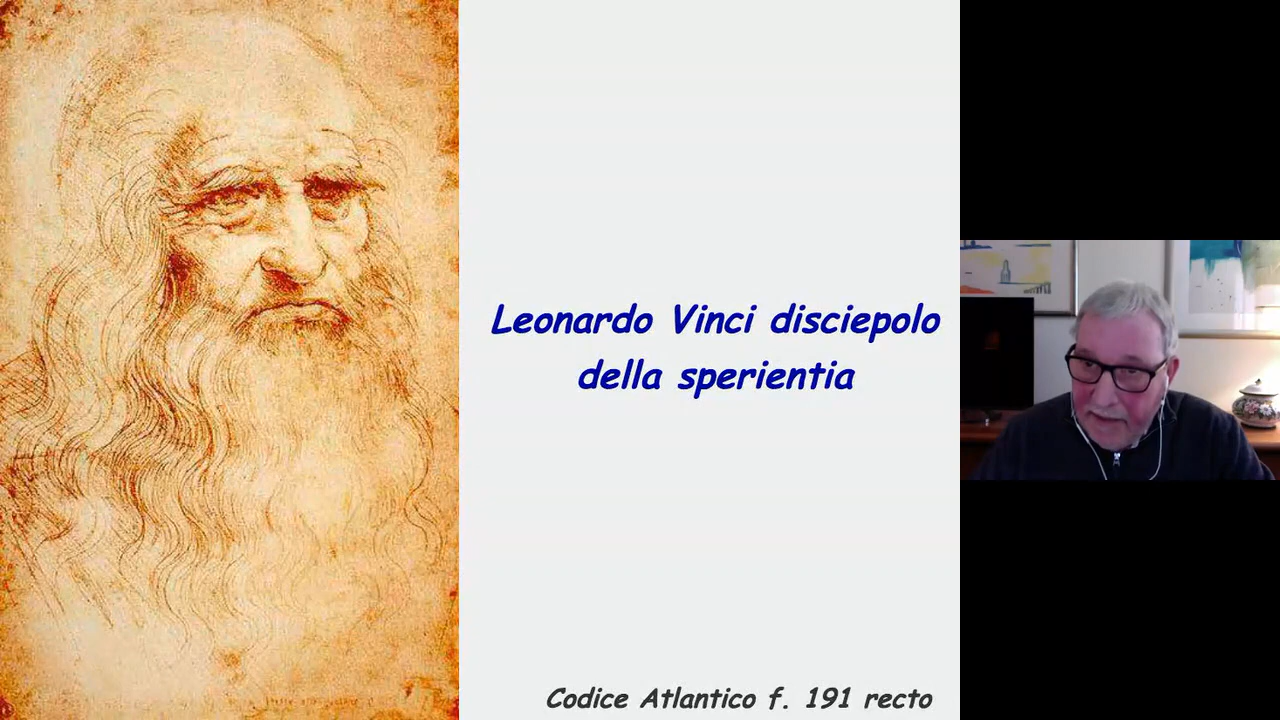 Leonardo Vinci disciepolo
della sperientia
Codice Atlantico f. 191 recto